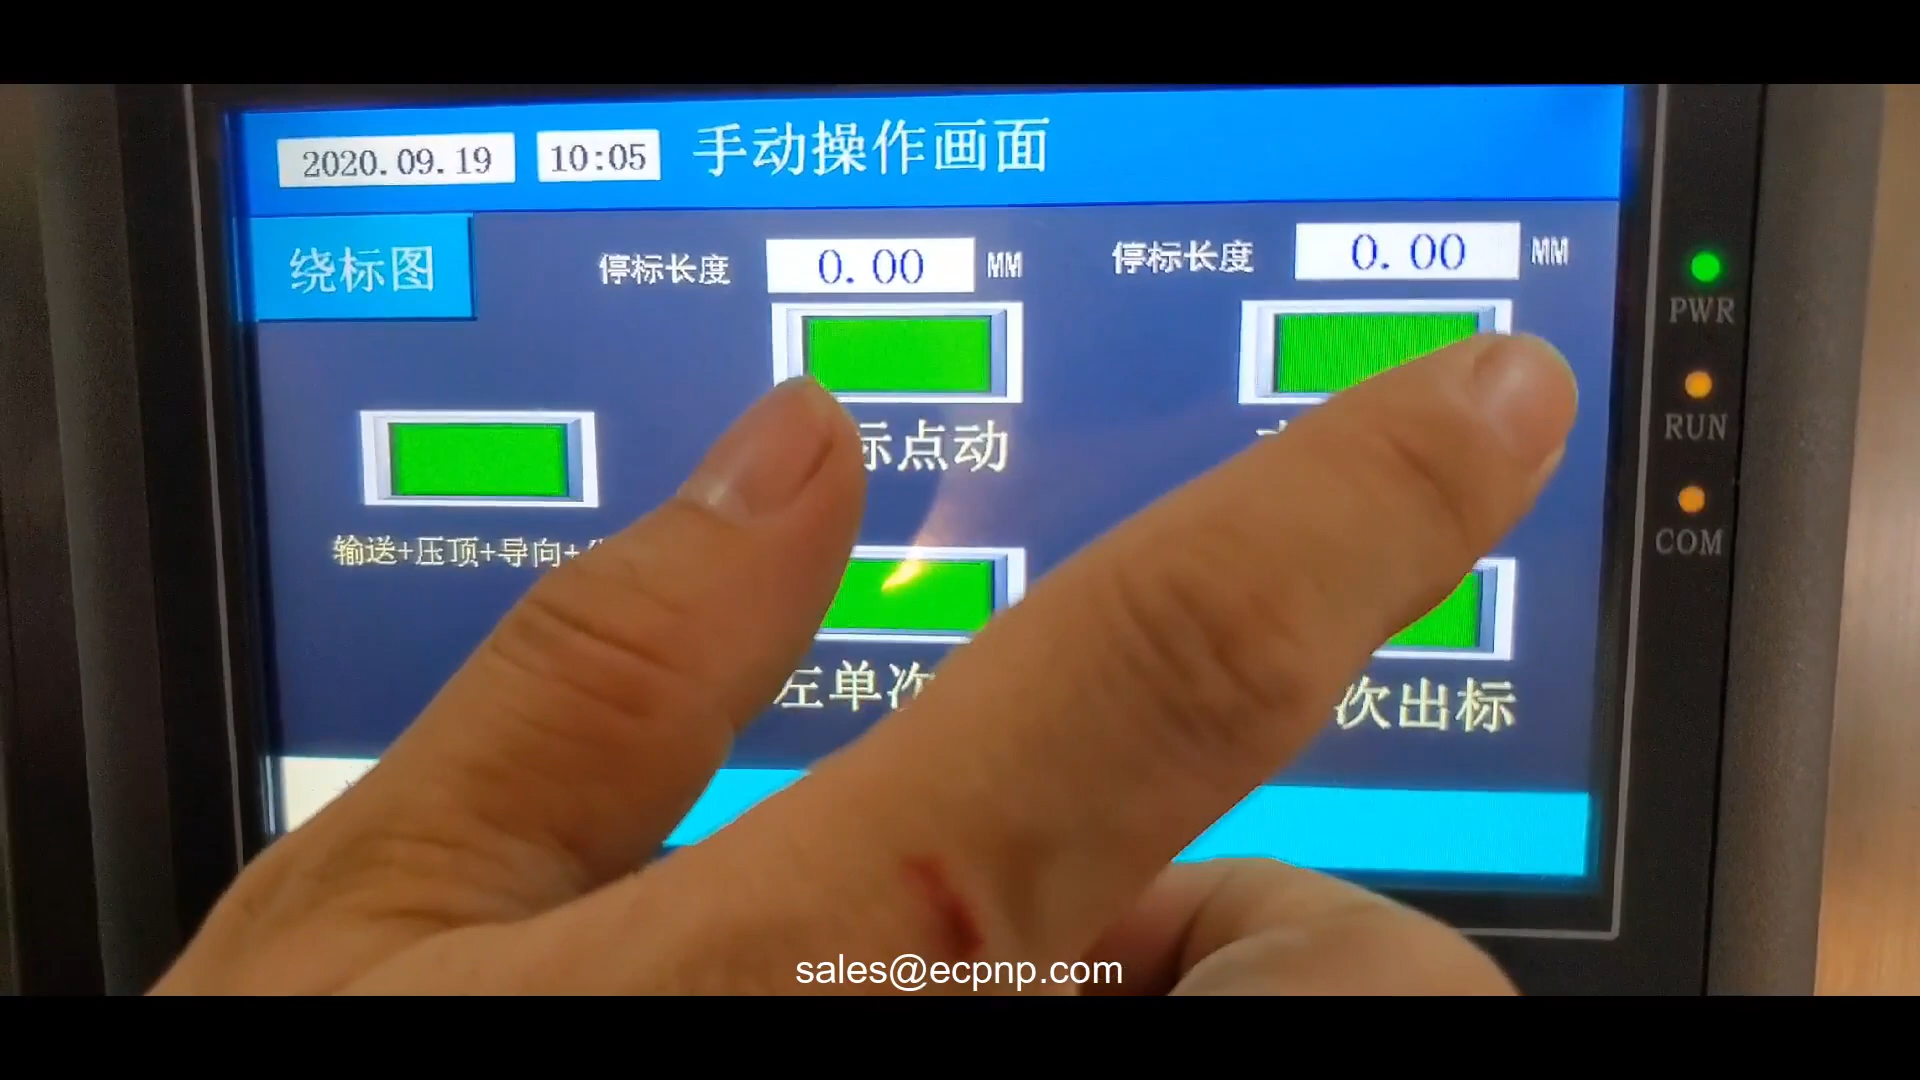 2020.09.19 10:05 手动操作画面
绕标图
停标长度 0.00 MM
停标长度 0.00 MM
标点动
输送+压顶+导向+
左单次
次出标
PWR
RUN
COM
sales@ecpnp.com